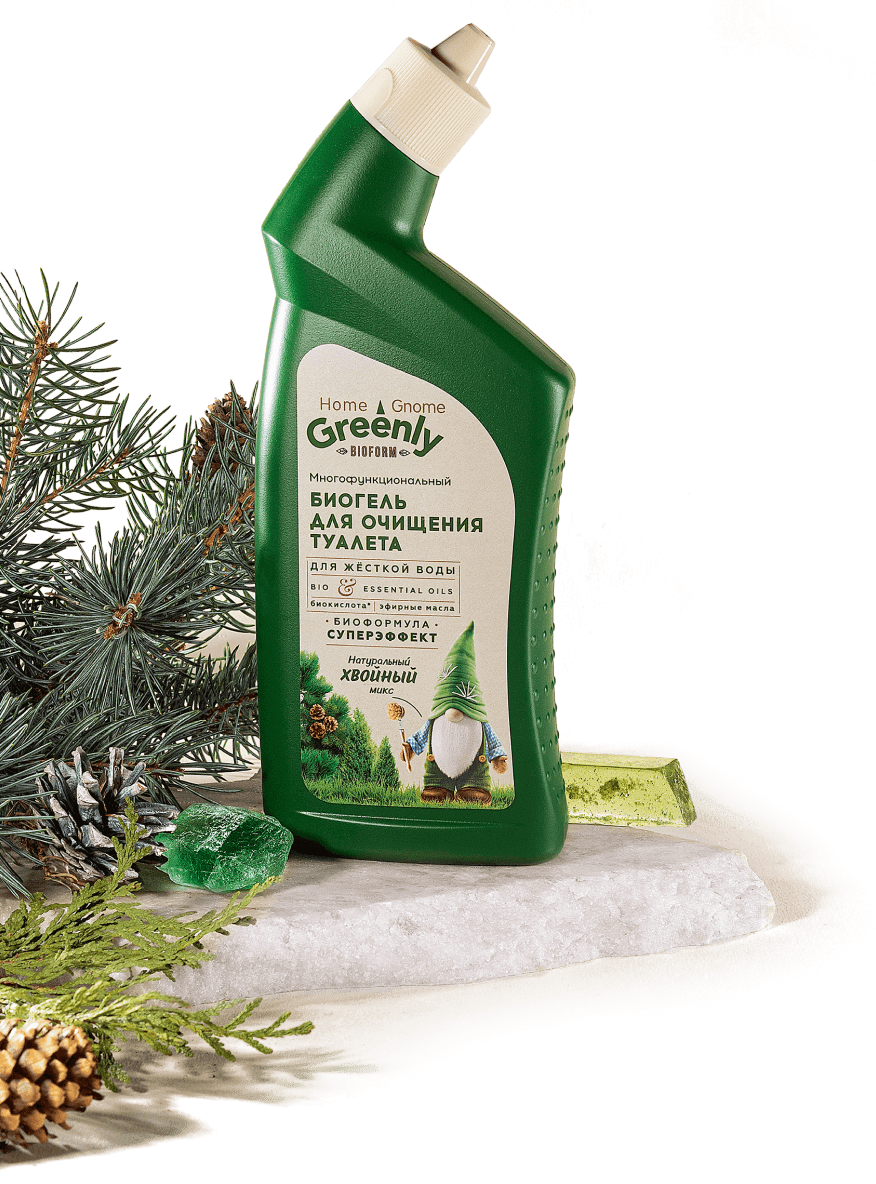 Home Gnome
Greenly
BIOFORM
Многофункциональный
БИОГЕЛЬ
ДЛЯ ОЧИЩЕНИЯ
ТУАЛЕТА
ДЛЯ ЖЁСТКОЙ ВОДЫ
BIO & ESSENTIAL OILS
биокислота* | эфирные масла
• БИОФОРМУЛА •
СУПЕРЭФФЕКТ
Натуральный
ХВОЙНЫЙ
микс